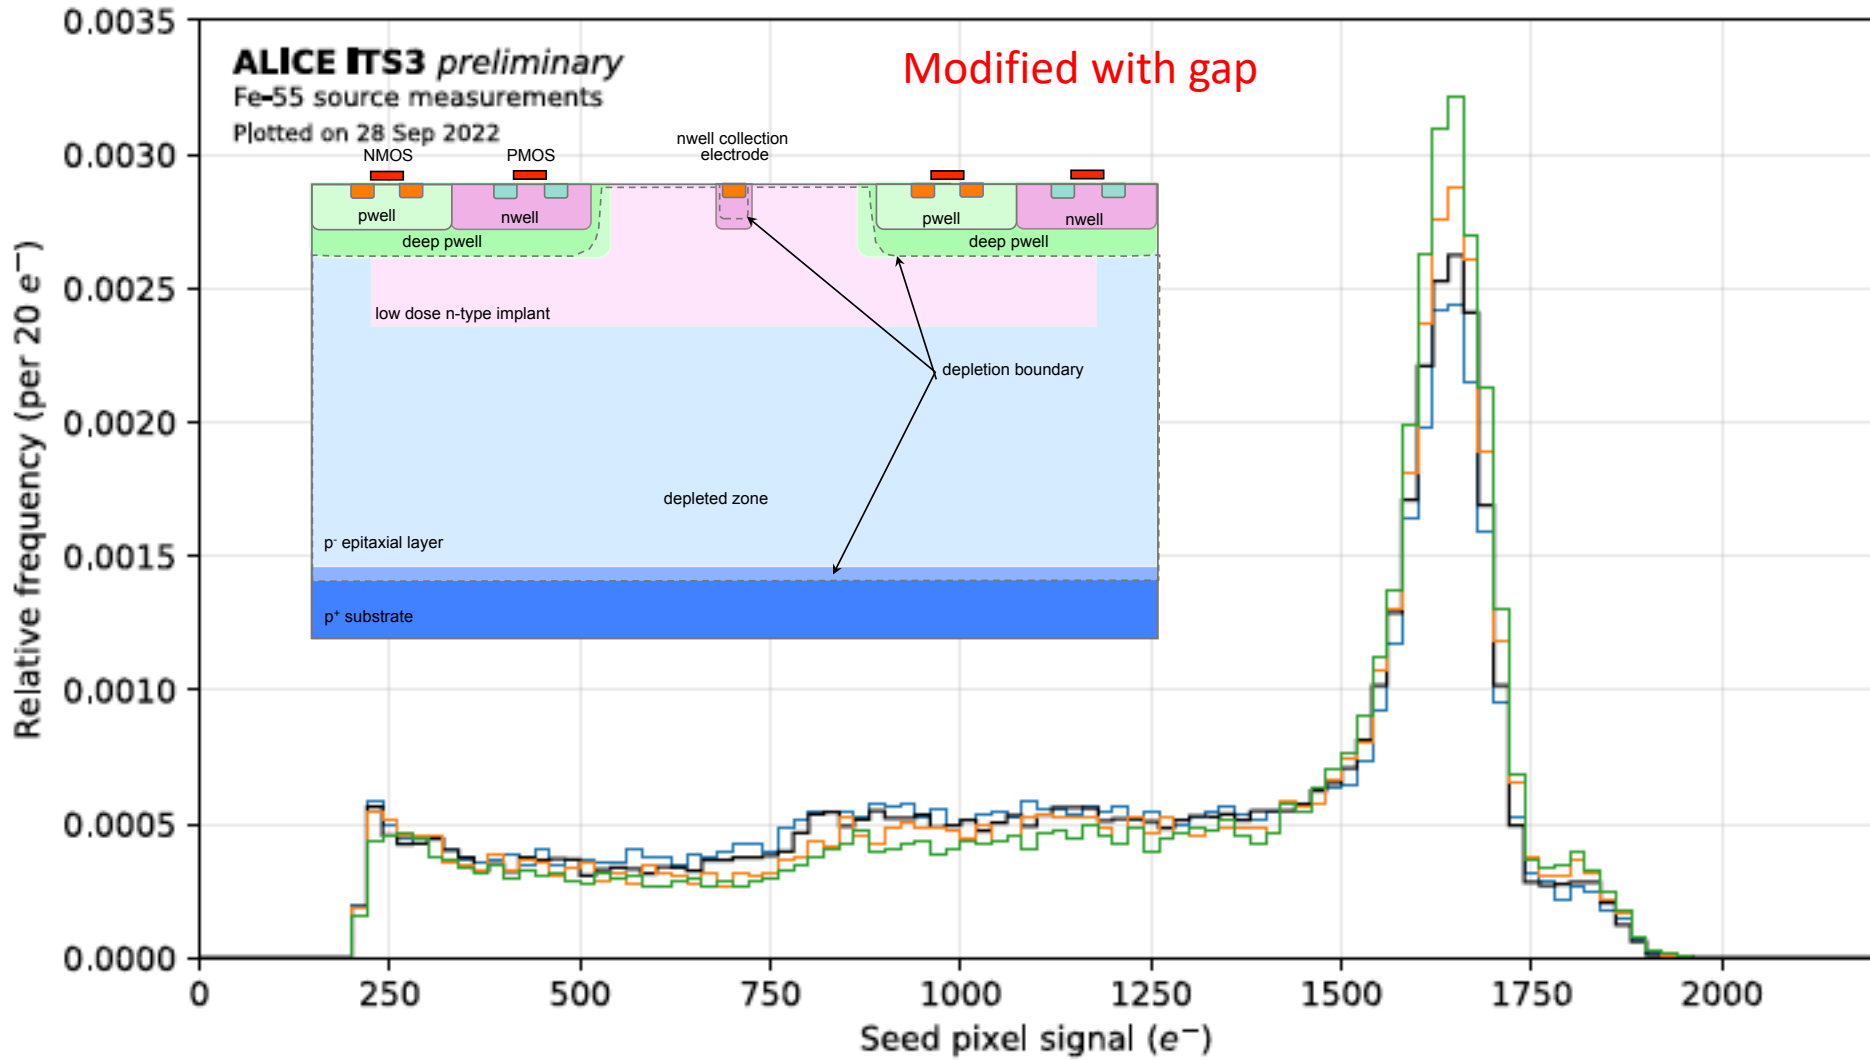 0.0035
ALICE ITS3 preliminary
Modified with gap
Fe-55 source measurements
Plotted on 28 Sep 2022
0.0030
NMOS
PMOS
nwell collection
electrode
pwell
nwell
pwell
nwell
deep pwell
deep pwell
0.0025
low dose n-type implant
depletion boundary
0.0020
depleted zone
p- epitaxial layer
0.0015
p+ substrate
0.0010
0.0005
0.0000
Relative frequency (per 20 e−)
0
250
500
750
1000
1250
1500
1750
2000
Seed pixel signal (e−)